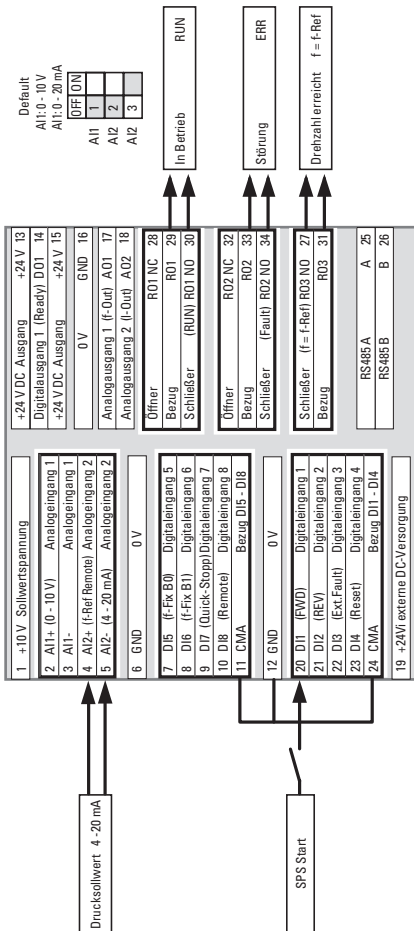 Default
AI1: 0 - 10 V
AI1: 0 - 20 mA
OFF ON
AI1 1
AI2 2
AI2 3
1 +10 V Sollwertspannung
2 AI1+ (0 - 10 V) Analogeingang 1
3 AI1- Analogeingang 1
4 AI2+ (f-Ref Remote) Analogeingang 2
5 AI2- (4 - 20 mA) Analogeingang 2
6 GND 0 V
7 DI5 (f-Fix B0) Digitaleingang 5
8 DI6 (f-Fix B1) Digitaleingang 6
9 DI7 (Quick-Stopp) Digitaleingang 7
10 DI8 (Remote) Digitaleingang 8
11 CMA Bezug DI5 - DI8
12 GND 0 V
20 DI1 (FWD) Digitaleingang 1
21 DI2 (REV) Digitaleingang 2
22 DI3 (Ext.Fault) Digitaleingang 3
23 DI4 (Reset) Digitaleingang 4
24 CMA Bezug DI1 - DI4
19 +24Vi externe DC-Versorgung
+24 V DC Ausgang +24 V 13
Digitalausgang 1 (Ready) DO1 14
+24 V DC Ausgang +24 V 15
0 V GND 16
Analogausgang 1 (f-Out) AO1 17
Analogausgang 2 (I-Out) AO2 18
Öffner RO1 NC 28
Bezug RO1 29
Schließer (RUN) RO1 NO 30
Öffner RO2 NC 32
Bezug RO2 33
Schließer (Fault) RO2 NO 34
Schließer (f = f-Ref) RO3 NO 27
Bezug RO3 31
RS485 A A 25
RS485 B B 26
Drucksollwert 4 -20 mA
SPS Start
In Betrieb RUN
Störung ERR
Drehzahl erreicht f = f-Ref